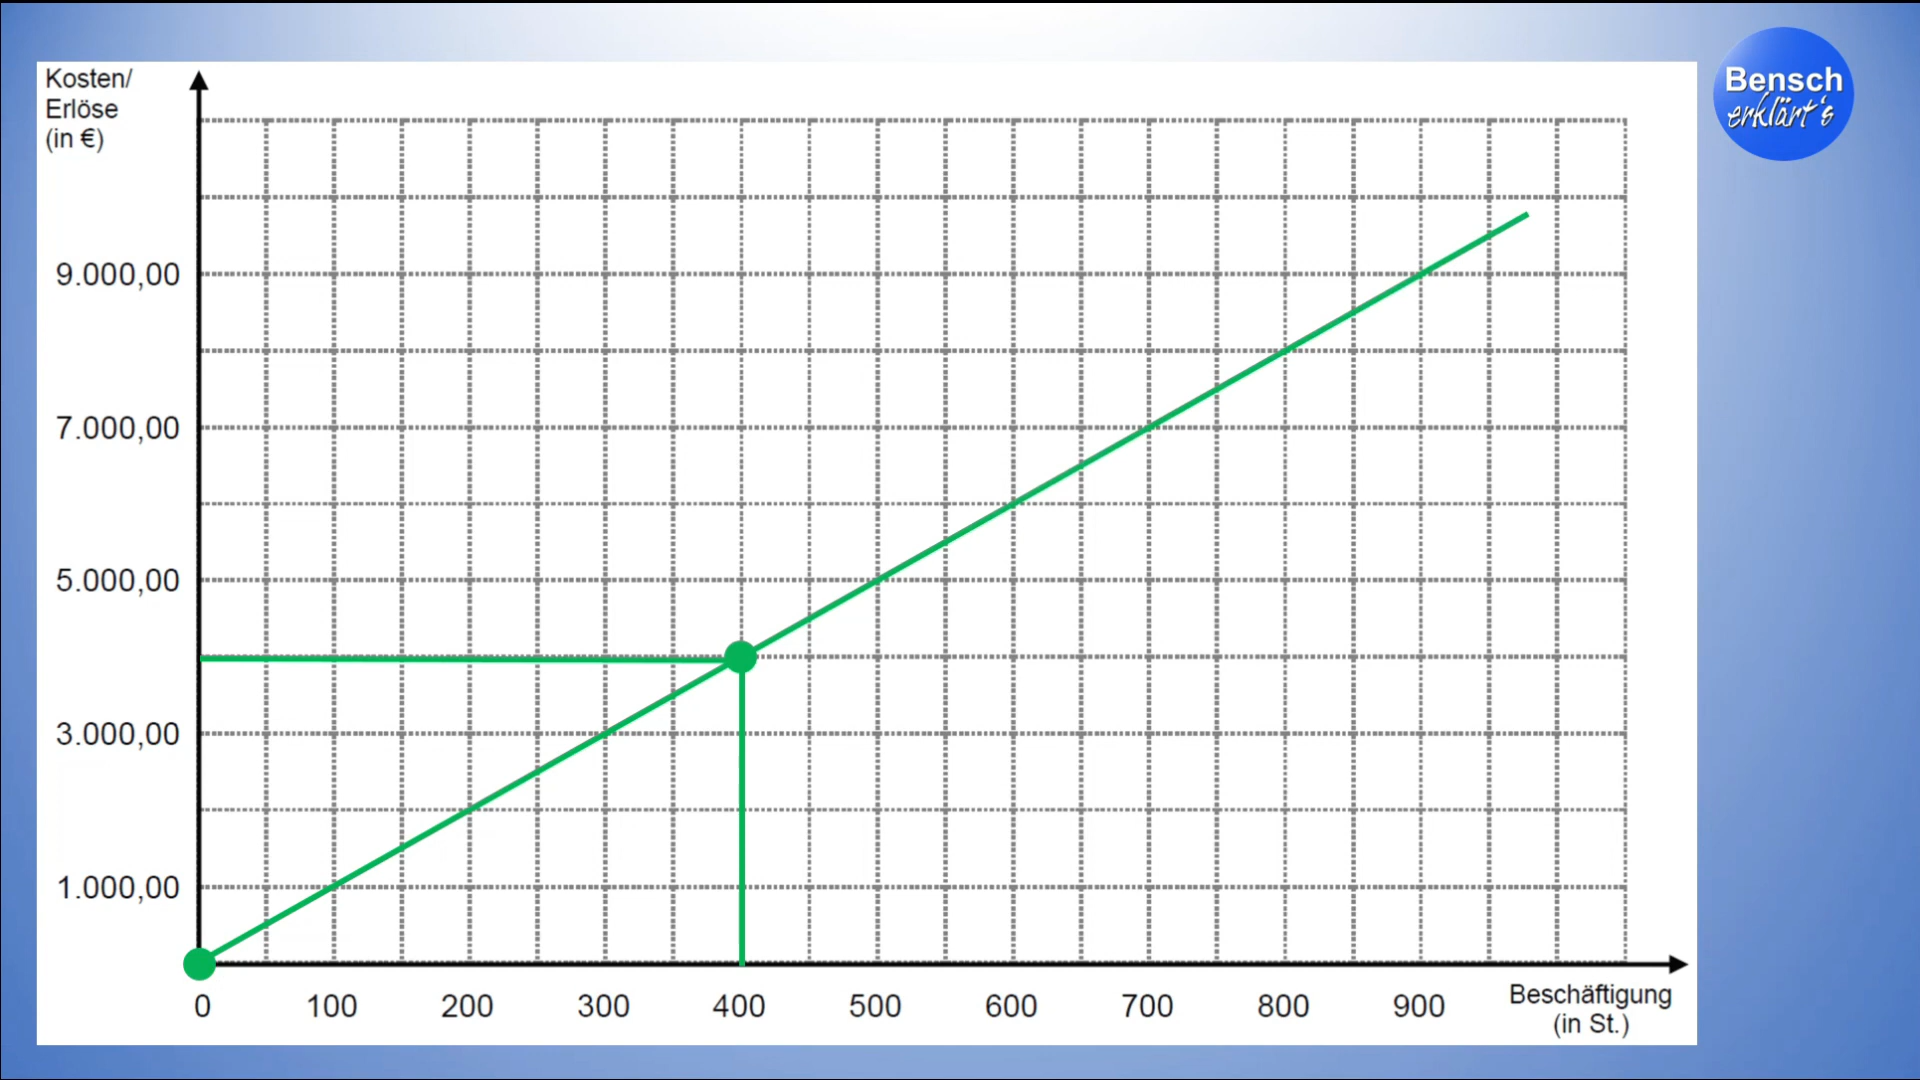 Kosten/
Erlöse
(in €)
Bensch
erklärt's
9.000,00
7.000,00
5.000,00
3.000,00
1.000,00
0 100 200 300 400 500 600 700 800 900
Beschäftigung
(in St.)